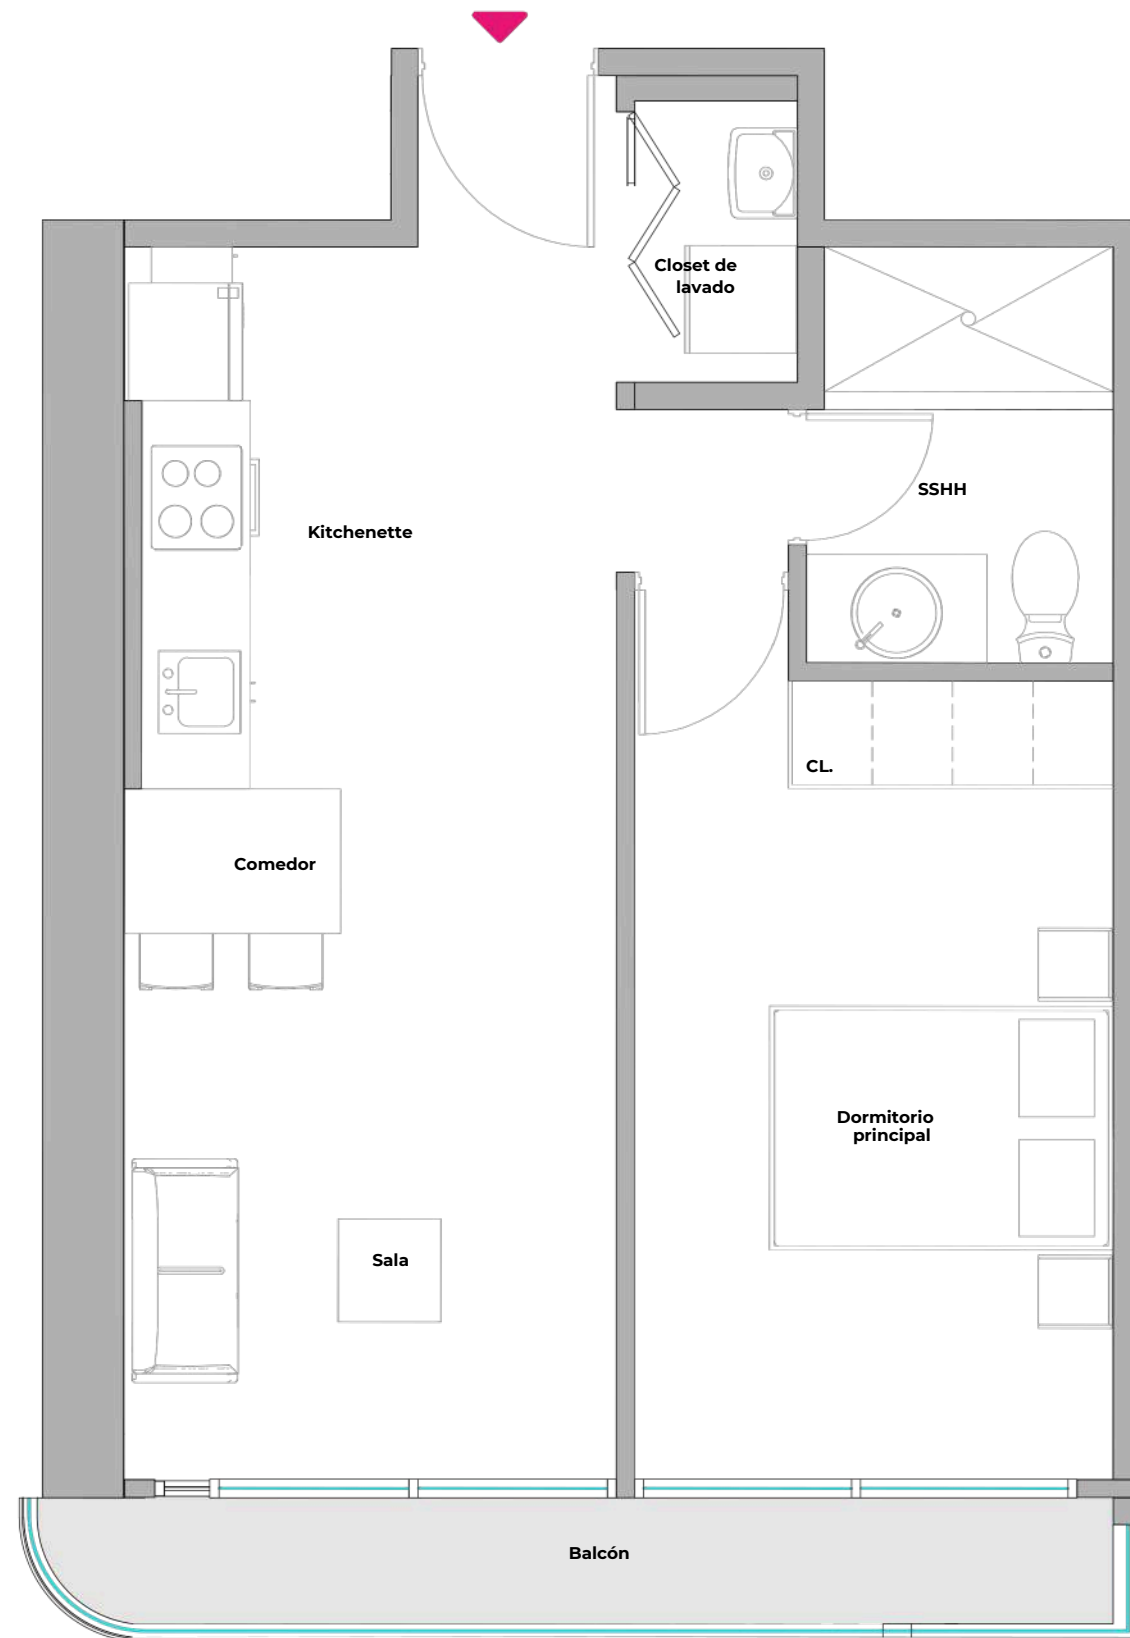 Closet de
lavado
SSHH
Kitchenette
CL.
Comedor
Dormitorio
principal
Sala
Balcón